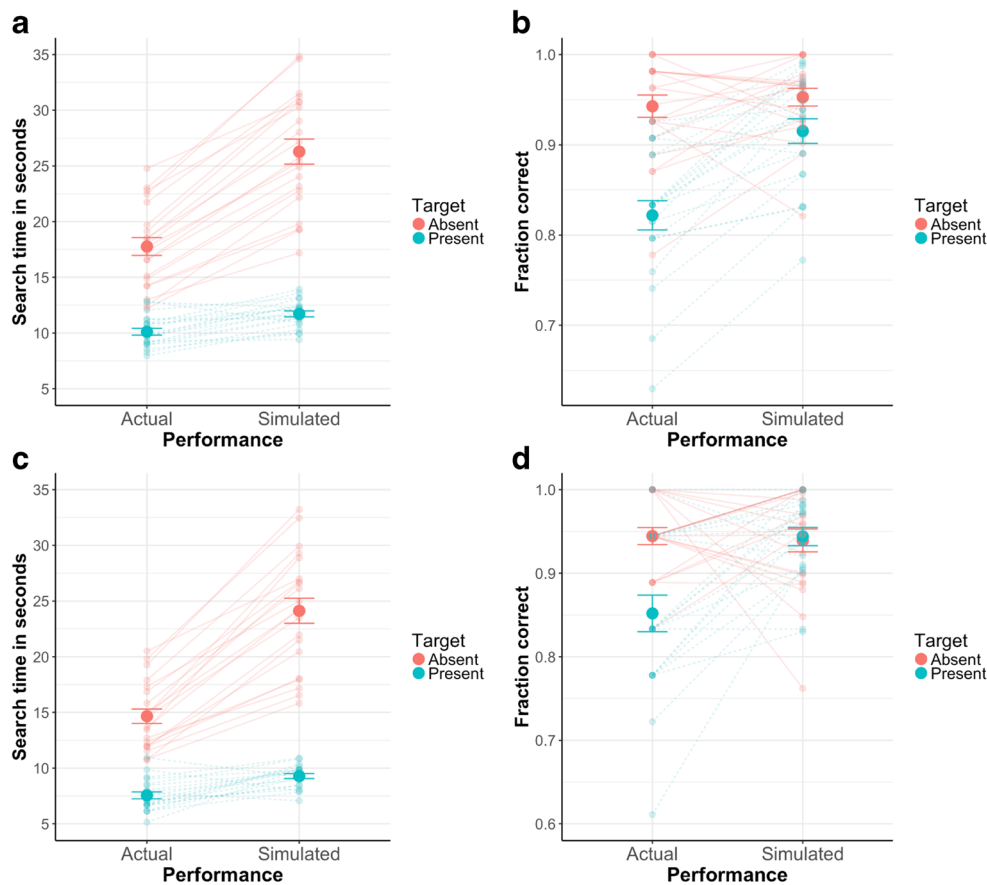 a
35
30
25
20
15
10
5
Search time in seconds
Actual
Simulated
Performance
Target
Absent
Present
b
1.0
0.9
0.8
0.7
Fraction correct
Actual
Simulated
Performance
Target
Absent
Present
c
35
30
25
20
15
10
5
Search time in seconds
Actual
Simulated
Performance
Target
Absent
Present
d
1.0
0.9
0.8
0.7
0.6
Fraction correct
Actual
Simulated
Performance
Target
Absent
Present